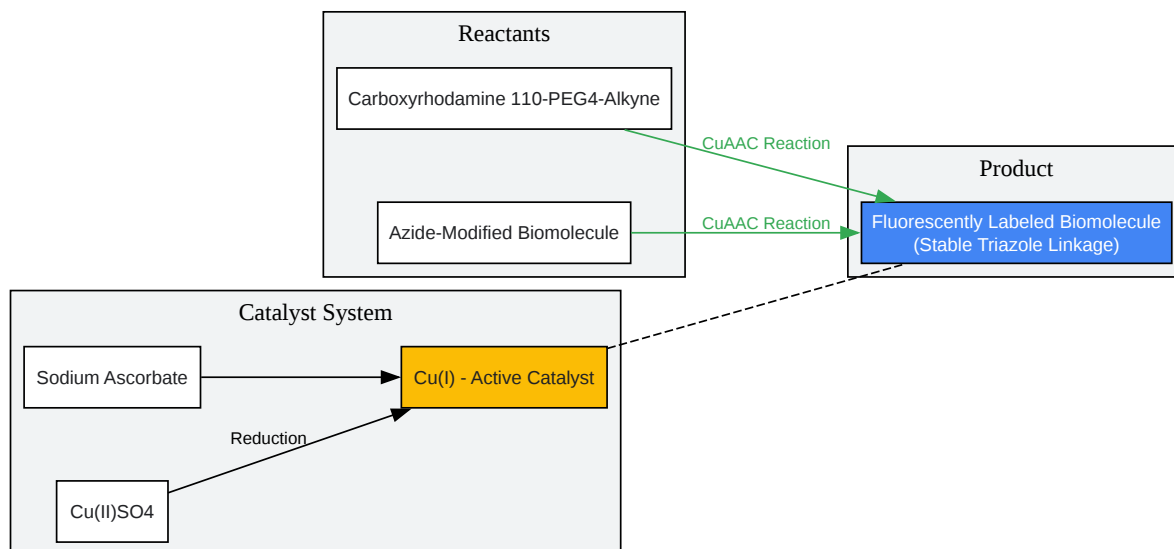 Reactants
Carboxyrhodamine 110-PEG4-Alkyne
CuAAC Reaction
Product
Azide-Modified Biomolecule
CuAAC Reaction
Fluorescently Labeled Biomolecule
(Stable Triazole Linkage)
Catalyst System
Sodium Ascorbate
Cu(I) - Active Catalyst
Reduction
Cu(II)SO4